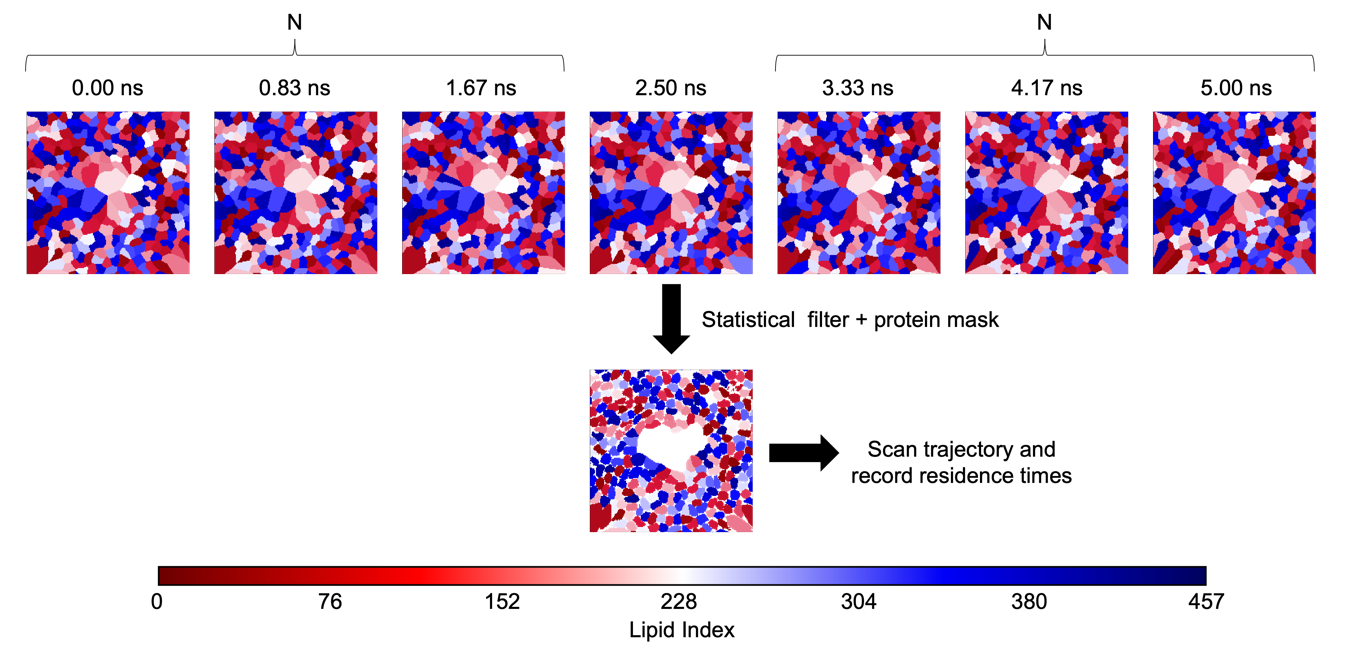 N
N
0.00 ns
0.83 ns
1.67 ns
2.50 ns
3.33 ns
4.17 ns
5.00 ns
Statistical filter + protein mask
Scan trajectory and
record residence times
0 76 152 228 304 380 457
Lipid Index